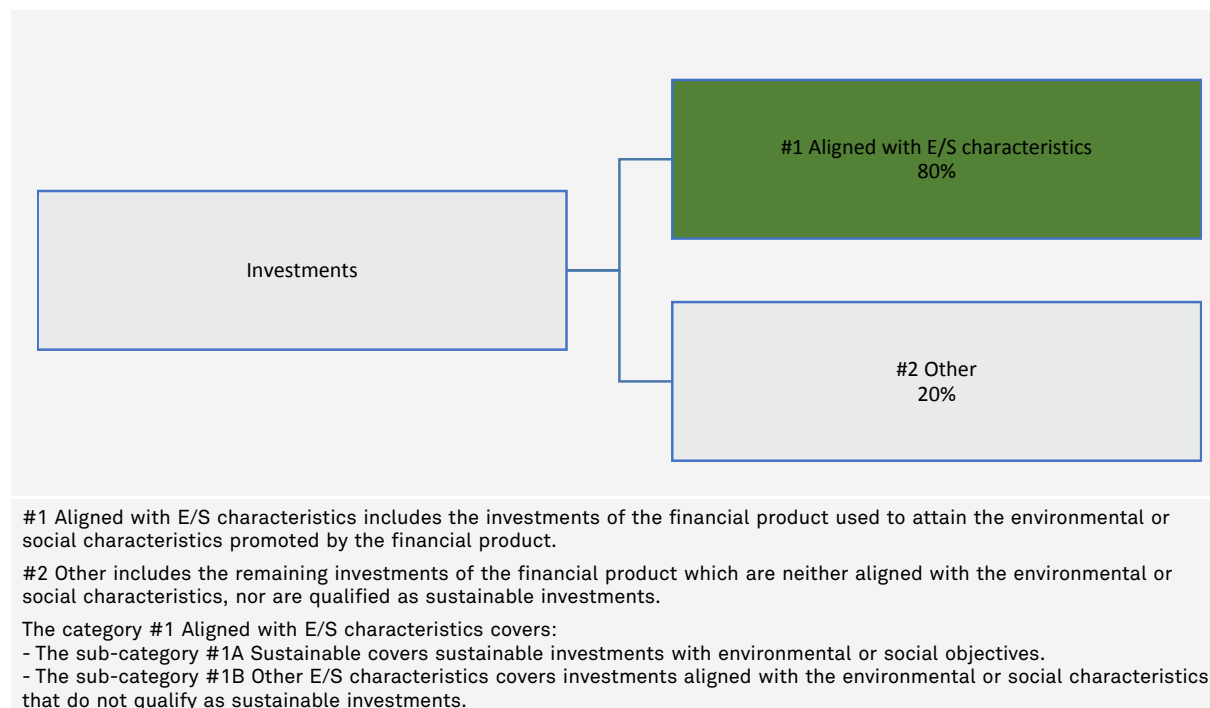 #1 Aligned with E/S characteristics
80%
Investments
#2 Other
20%
#1 Aligned with E/S characteristics includes the investments of the financial product used to attain the environmental or
social characteristics promoted by the financial product.
#2 Other includes the remaining investments of the financial product which are neither aligned with the environmental or
social characteristics, nor are qualified as sustainable investments.
The category #1 Aligned with E/S characteristics covers:
- The sub-category #1A Sustainable covers sustainable investments with environmental or social objectives.
- The sub-category #1B Other E/S characteristics covers investments aligned with the environmental or social characteristics
that do not qualify as sustainable investments.